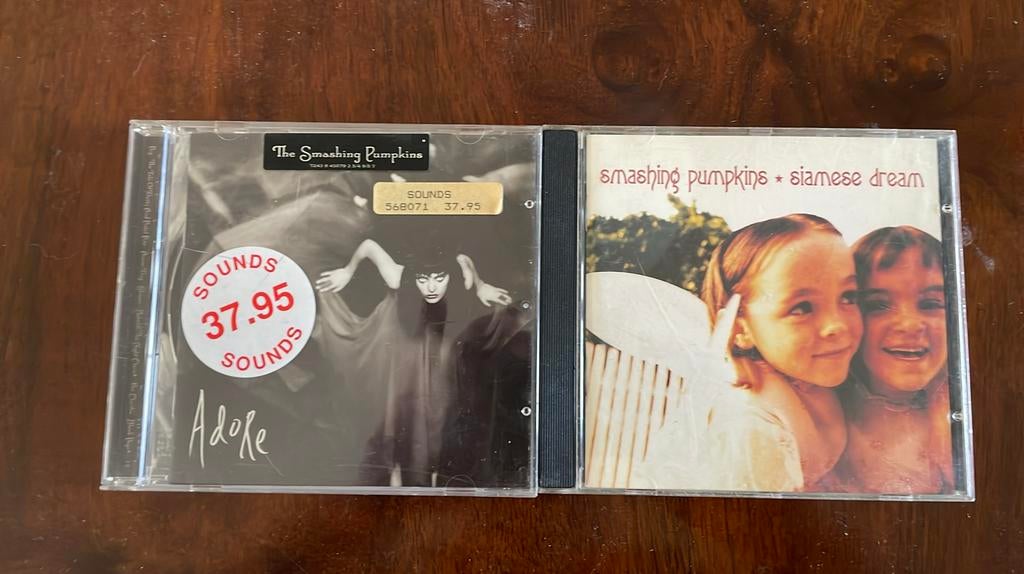 The Smashing Pumpkins
SOUNDS
568071 37.95
SOUNDS
37.95
SOUNDS
Adore
smashing pumpkins ★ siamese dream